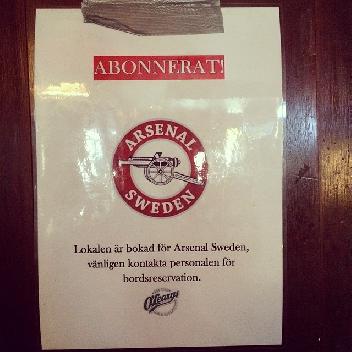 ABONNERAT!
ARSENAL
SWEDEN
Lokalen är bokad för Arsenal Sweden,
vänligen kontakta personalen för
bordsreservation.
O'Learys